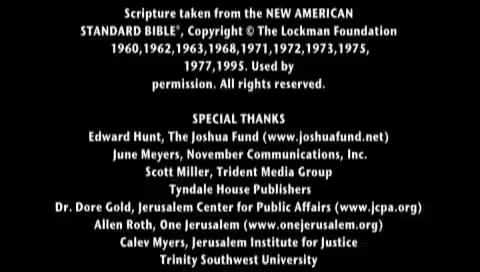 Scripture taken from the NEW AMERICAN
STANDARD BIBLE®, Copyright © The Lockman Foundation
1960,1962,1963,1968,1971,1972,1973,1975,
1977,1995. Used by
permission. All rights reserved.
SPECIAL THANKS
Edward Hunt, The Joshua Fund (www.joshuafund.net)
June Meyers, November Communications, Inc.
Scott Miller, Trident Media Group
Tyndale House Publishers
Dr. Dore Gold, Jerusalem Center for Public Affairs (www.jcpa.org)
Allen Roth, One Jerusalem (www.onejerusalem.org)
Calev Myers, Jerusalem Institute for Justice
Trinity Southwest University